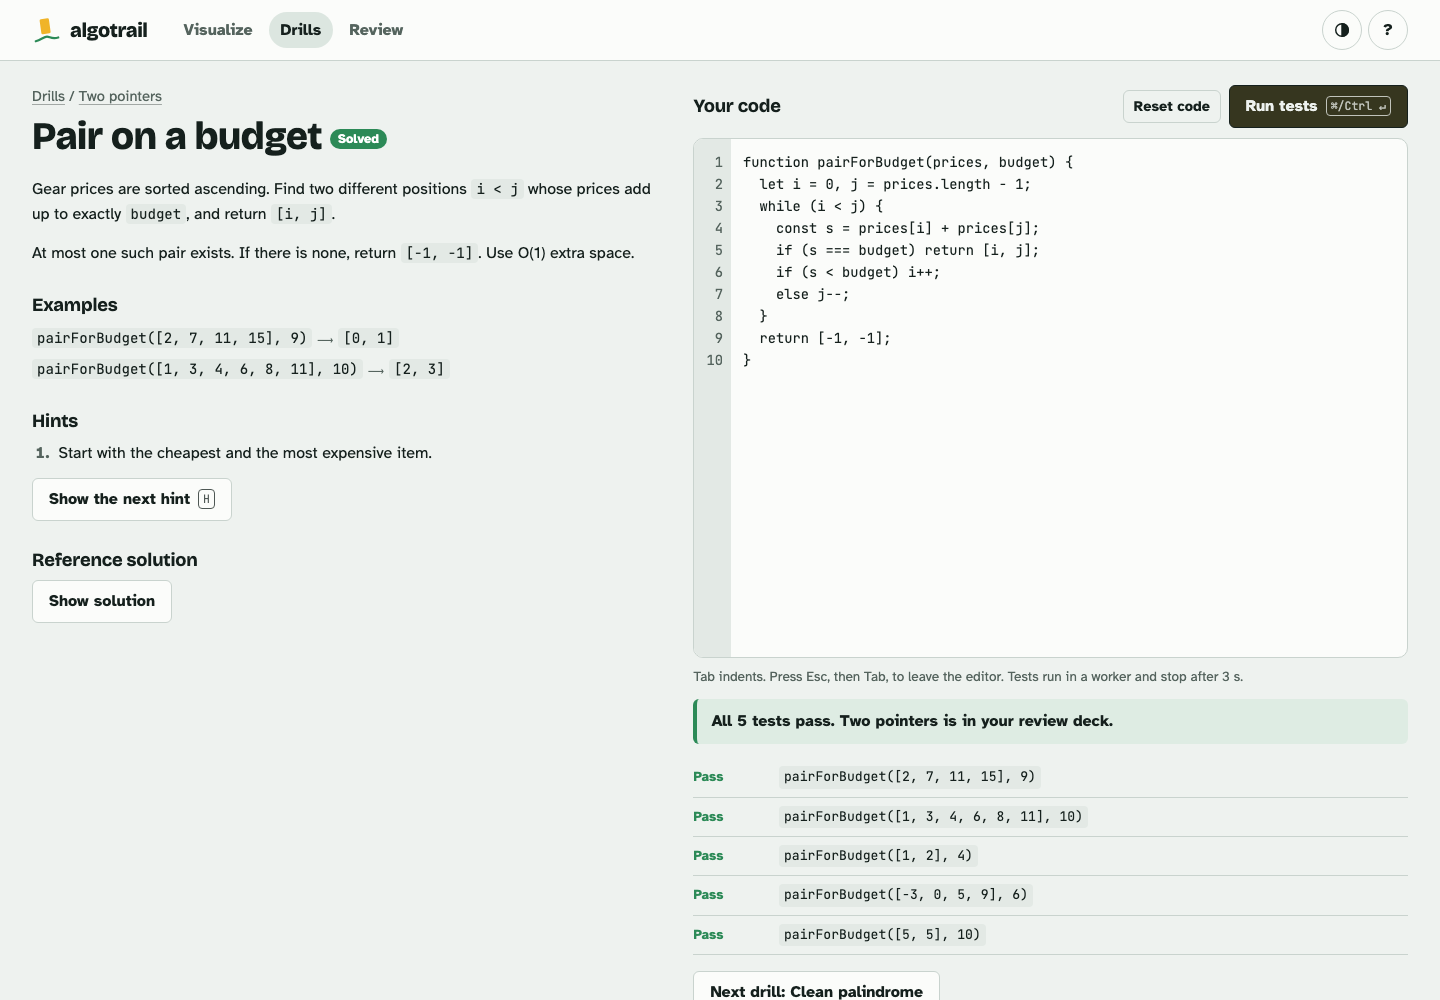 algotrail
Visualize
Drills
Review
?
Drills / Two pointers
Pair on a budget Solved
Gear prices are sorted ascending. Find two different positions i < j whose prices add
up to exactly budget, and return [i, j].
At most one such pair exists. If there is none, return [-1, -1]. Use O(1) extra space.
Examples
pairForBudget([2, 7, 11, 15], 9) → [0, 1]
pairForBudget([1, 3, 4, 6, 8, 11], 10) → [2, 3]
Hints
1. Start with the cheapest and the most expensive item.
Show the next hint H
Reference solution
Show solution
Your code
Reset code
Run tests ⌘/Ctrl ↵
1 function pairForBudget(prices, budget) {
2   let i = 0, j = prices.length - 1;
3   while (i < j) {
4     const s = prices[i] + prices[j];
5     if (s === budget) return [i, j];
6     if (s < budget) i++;
7     else j--;
8   }
9   return [-1, -1];
10 }
Tab indents. Press Esc, then Tab, to leave the editor. Tests run in a worker and stop after 3 s.
All 5 tests pass. Two pointers is in your review deck.
Pass pairForBudget([2, 7, 11, 15], 9)
Pass pairForBudget([1, 3, 4, 6, 8, 11], 10)
Pass pairForBudget([1, 2], 4)
Pass pairForBudget([-3, 0, 5, 9], 6)
Pass pairForBudget([5, 5], 10)
Next drill: Clean palindrome